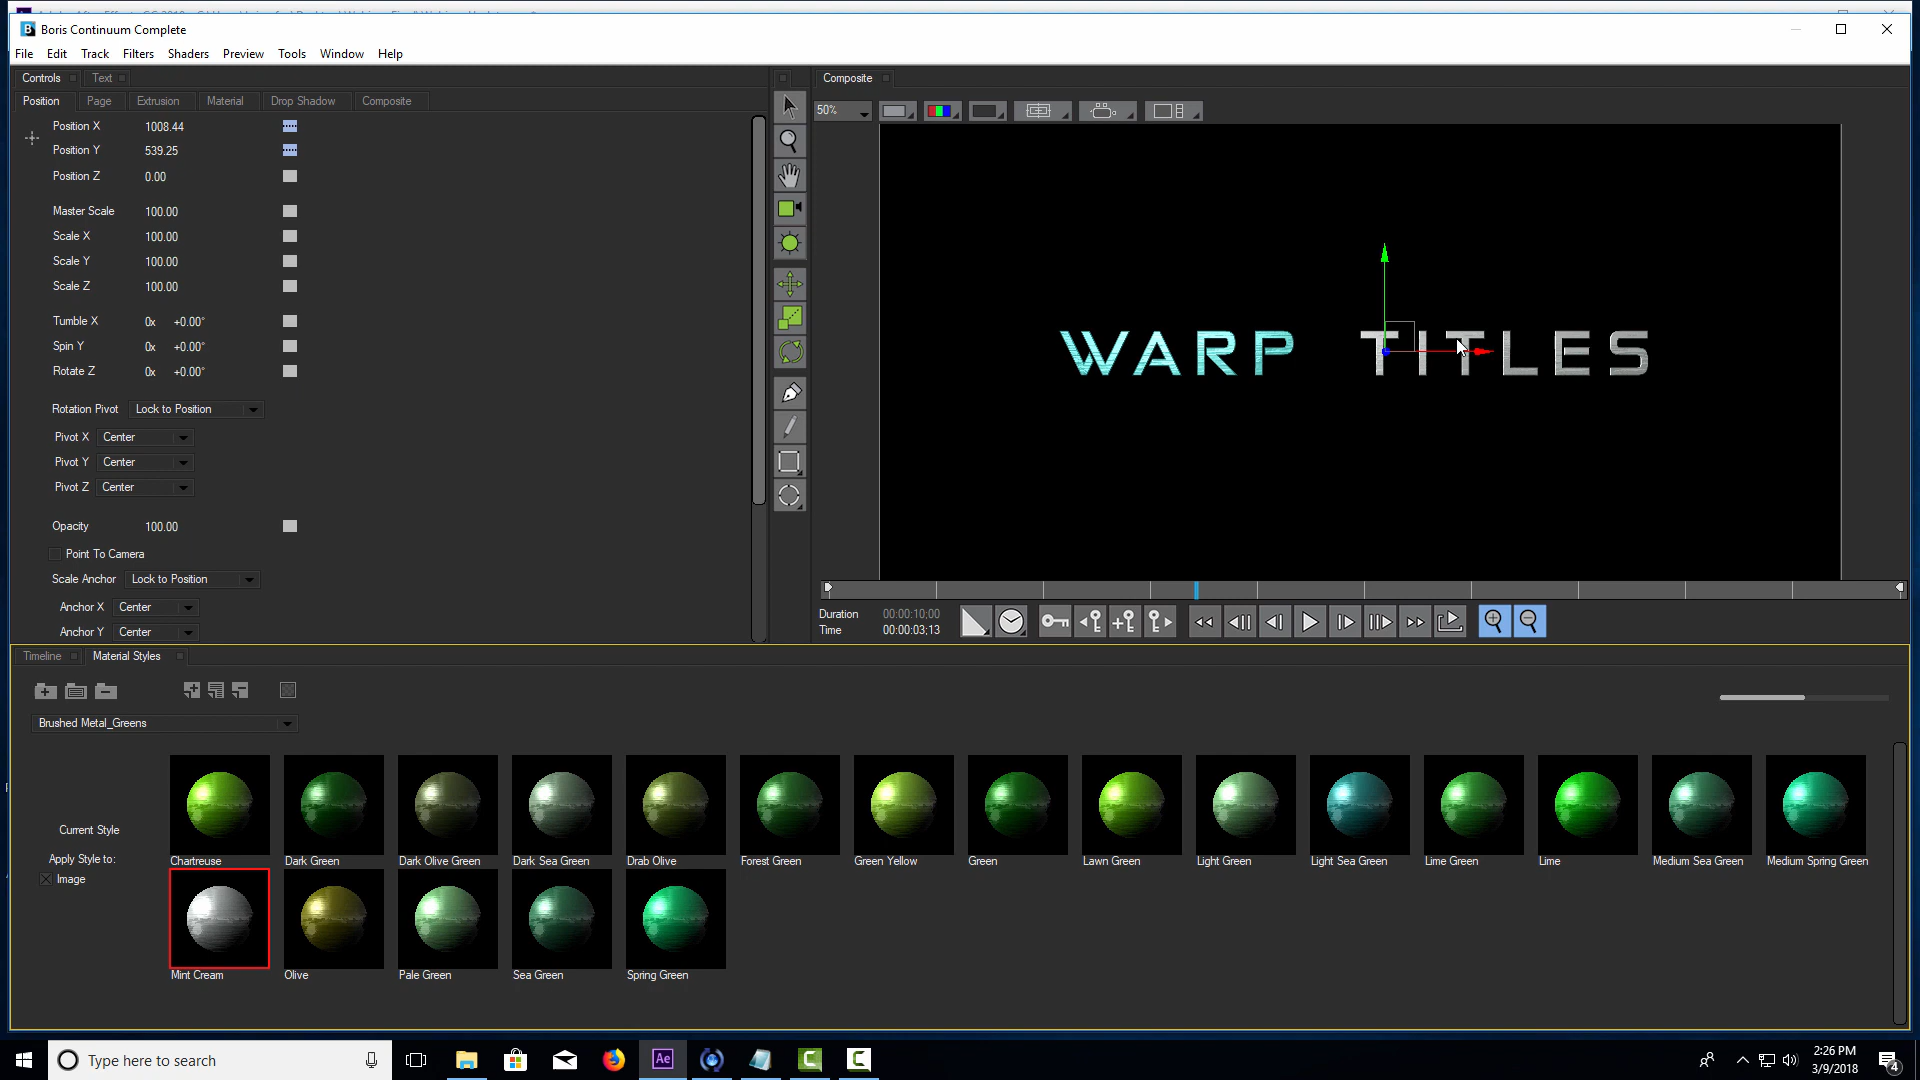 Boris Continuum Complete
File Edit Track Filters Shaders Preview Tools Window Help
Controls Text
Composite
Position Page Extrusion Material Drop Shadow Composite
50%
Position X 1008.44
Position Y 539.25
Position Z 0.00
Master Scale 100.00
Scale X 100.00
Scale Y 100.00
Scale Z 100.00
Tumble X 0x +0.00°
Spin Y 0x +0.00°
Rotate Z 0x +0.00°
WARP TITLES
Rotation Pivot Lock to Position
Pivot X Center
Pivot Y Center
Pivot Z Center
Opacity 100.00
Point To Camera
Scale Anchor Lock to Position
Anchor X Center
Anchor Y Center
Duration 00:00:10;00
Time 00:00:03;13
Timeline Material Styles
Brushed Metal_Greens
Current Style
Apply Style to:
Image
Chartreuse Dark Green Dark Olive Green Dark Sea Green Drab Olive Forest Green Green Yellow Green Lawn Green Light Green Light Sea Green Lime Green Lime Medium Sea Green Medium Spring Green
Mint Cream Olive Pale Green Sea Green Spring Green
Type here to search
Ae
2:26 PM
3/9/2018
4